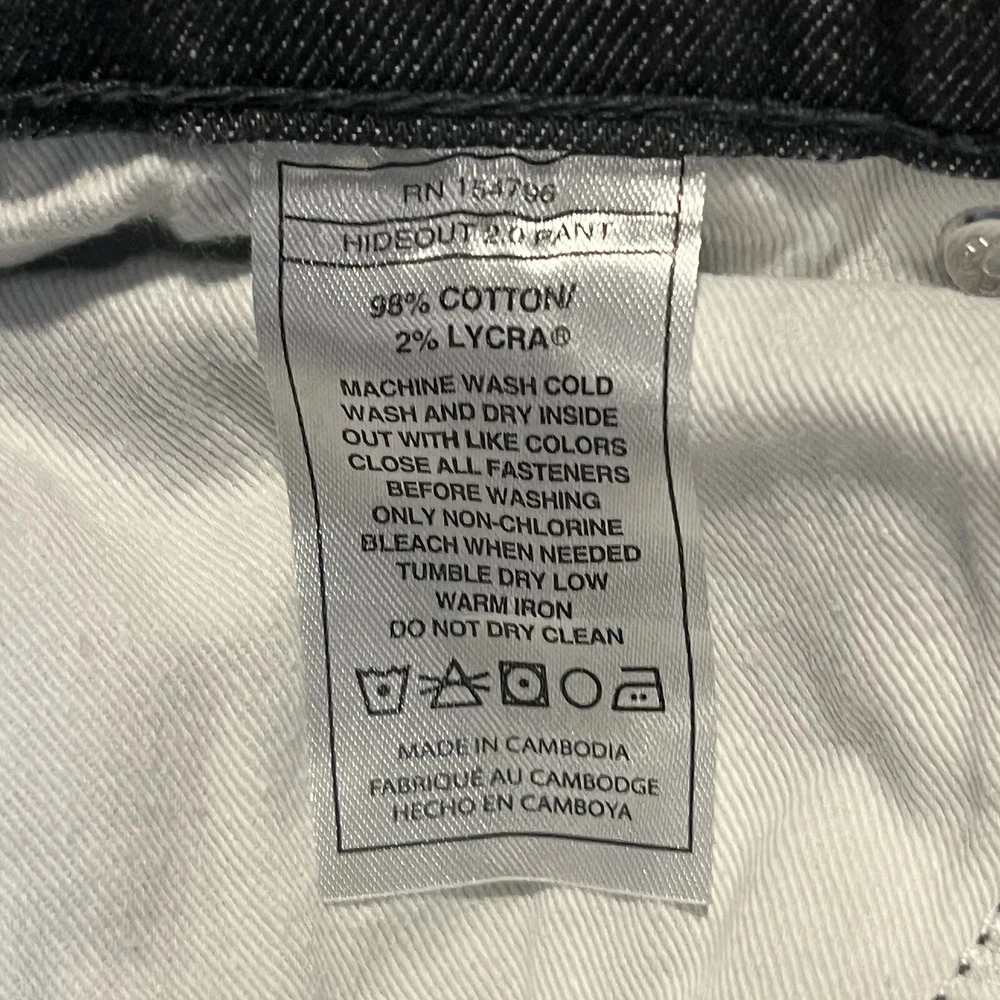 RN 154796
HIDEOUT 2.0 PANT
98% COTTON/
2% LYCRA®
MACHINE WASH COLD
WASH AND DRY INSIDE
OUT WITH LIKE COLORS
CLOSE ALL FASTENERS
BEFORE WASHING
ONLY NON-CHLORINE
BLEACH WHEN NEEDED
TUMBLE DRY LOW
WARM IRON
DO NOT DRY CLEAN
MADE IN CAMBODIA
FABRIQUÉ AU CAMBODGE
HECHO EN CAMBOYA